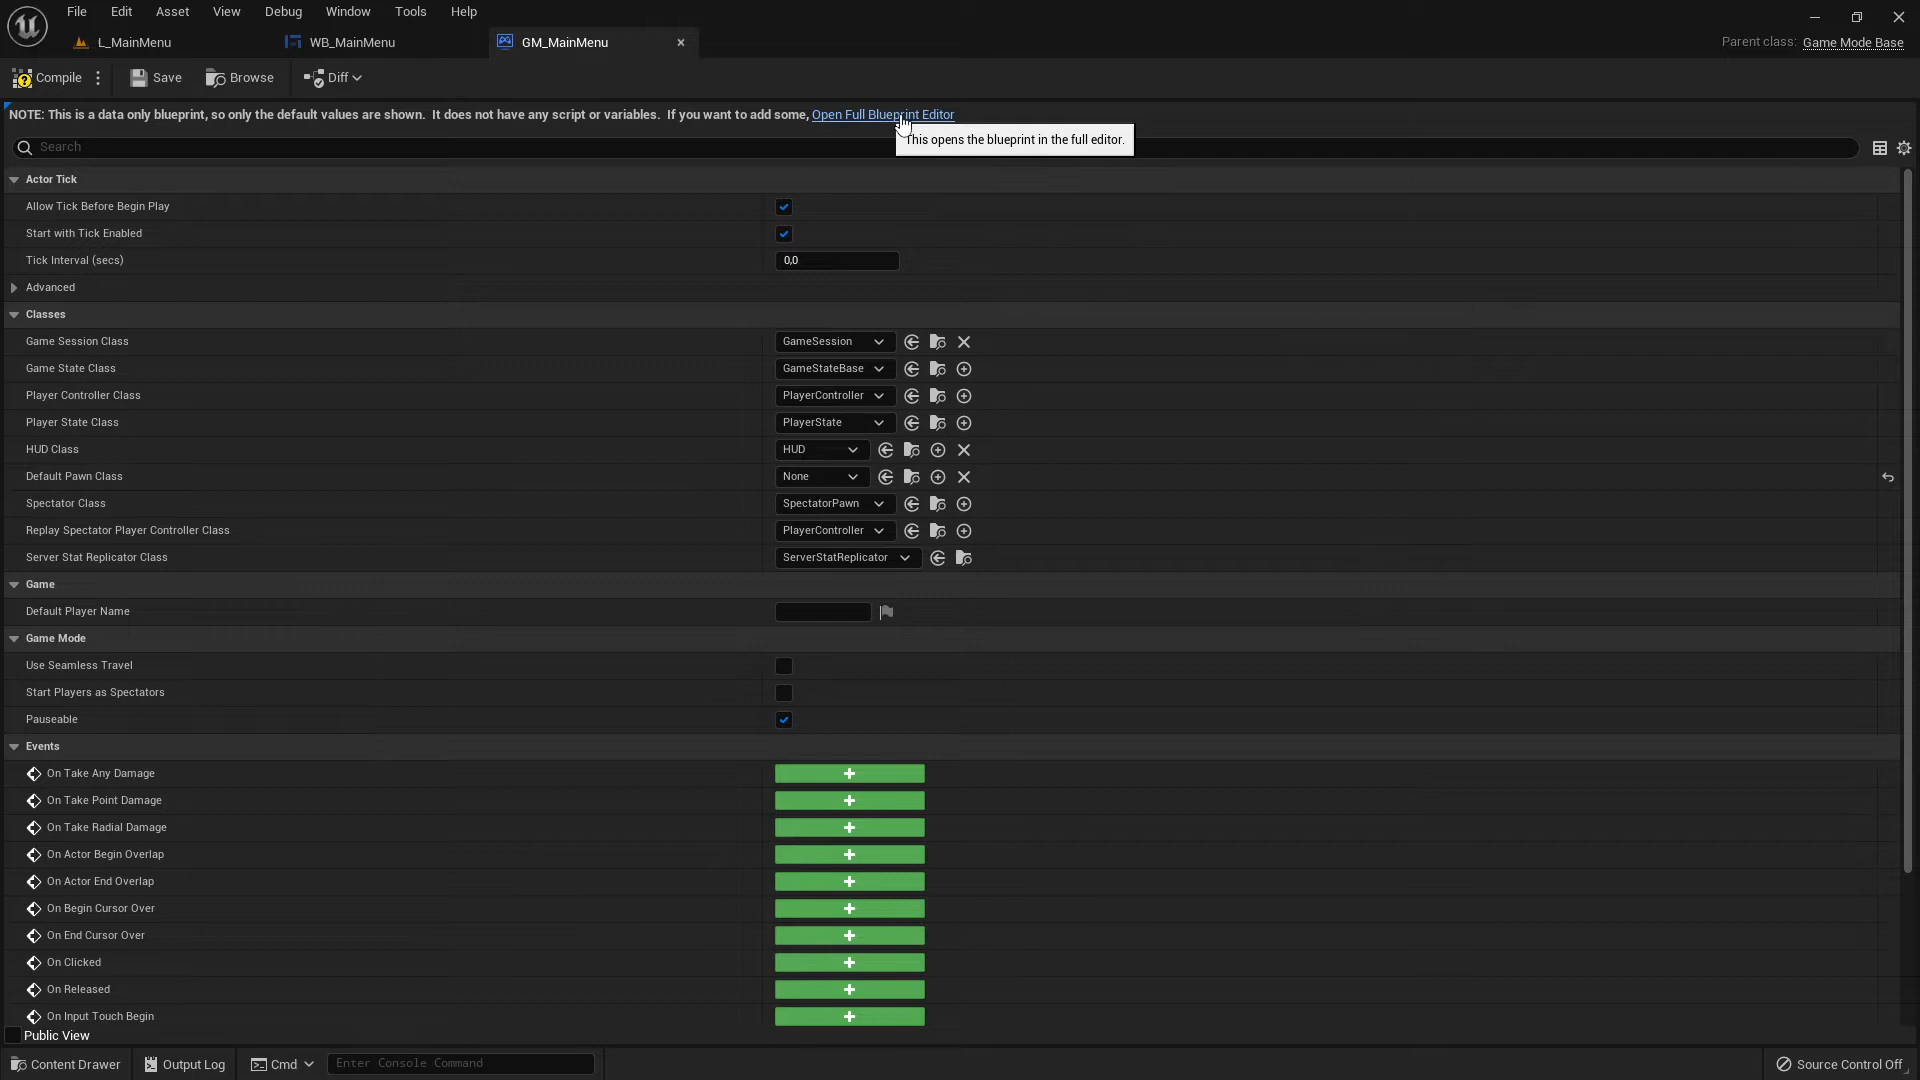 File Edit Asset View Debug Window Tools Help
L_MainMenu WB_MainMenu GM_MainMenu Parent class: Game Mode Base
Compile Save Browse Diff
NOTE: This is a data only blueprint, so only the default values are shown. It does not have any script or variables. If you want to add some, Open Full Blueprint Editor
This opens the blueprint in the full editor.
Search
Actor Tick
Allow Tick Before Begin Play
Start with Tick Enabled
Tick Interval (secs) 0,0
Advanced
Classes
Game Session Class GameSession
Game State Class GameStateBase
Player Controller Class PlayerController
Player State Class PlayerState
HUD Class HUD
Default Pawn Class None
Spectator Class SpectatorPawn
Replay Spectator Player Controller Class PlayerController
Server Stat Replicator Class ServerStatReplicator
Game
Default Player Name
Game Mode
Use Seamless Travel
Start Players as Spectators
Pauseable
Events
On Take Any Damage
On Take Point Damage
On Take Radial Damage
On Actor Begin Overlap
On Actor End Overlap
On Begin Cursor Over
On End Cursor Over
On Clicked
On Released
On Input Touch Begin
Public View
Content Drawer Output Log Cmd Enter Console Command Source Control Off